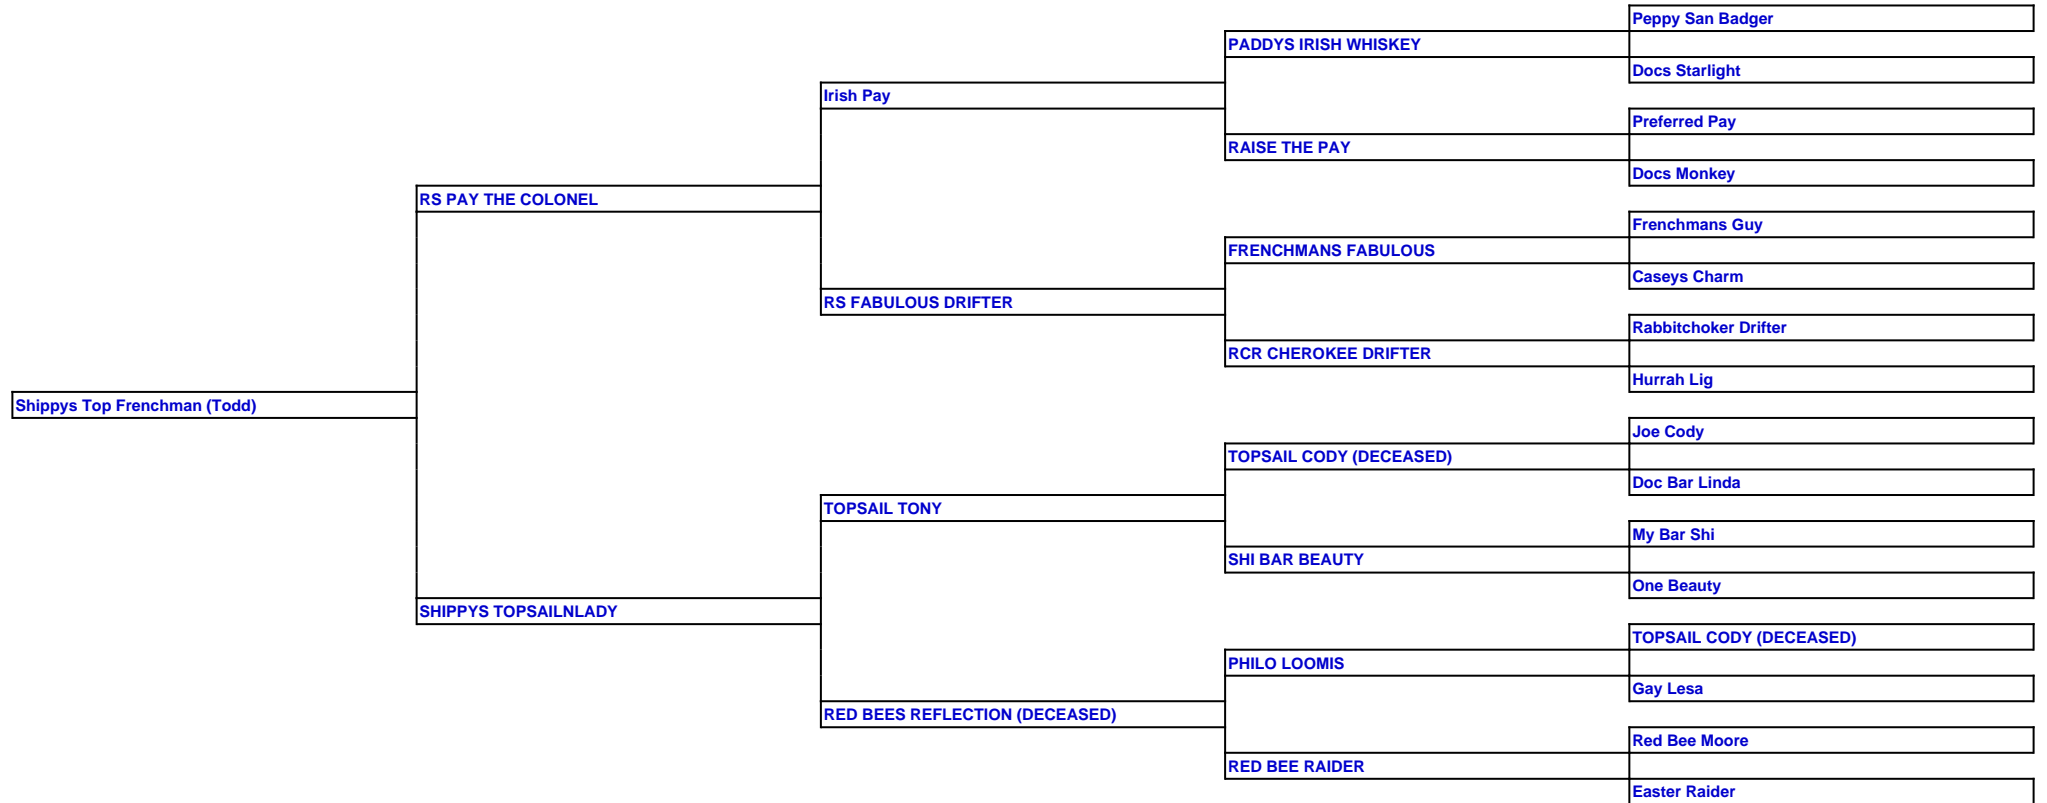 Peppy San Badger
PADDYS IRISH WHISKEY
Docs Starlight
Irish Pay
Preferred Pay
RAISE THE PAY
Docs Monkey
RS PAY THE COLONEL
Frenchmans Guy
FRENCHMANS FABULOUS
Caseys Charm
RS FABULOUS DRIFTER
Rabbitchoker Drifter
RCR CHEROKEE DRIFTER
Hurrah Lig
Shippys Top Frenchman (Todd)
Joe Cody
TOPSAIL CODY (DECEASED)
Doc Bar Linda
TOPSAIL TONY
My Bar Shi
SHI BAR BEAUTY
One Beauty
SHIPPYS TOPSAILNLADY
TOPSAIL CODY (DECEASED)
PHILO LOOMIS
Gay Lesa
RED BEES REFLECTION (DECEASED)
Red Bee Moore
RED BEE RAIDER
Easter Raider